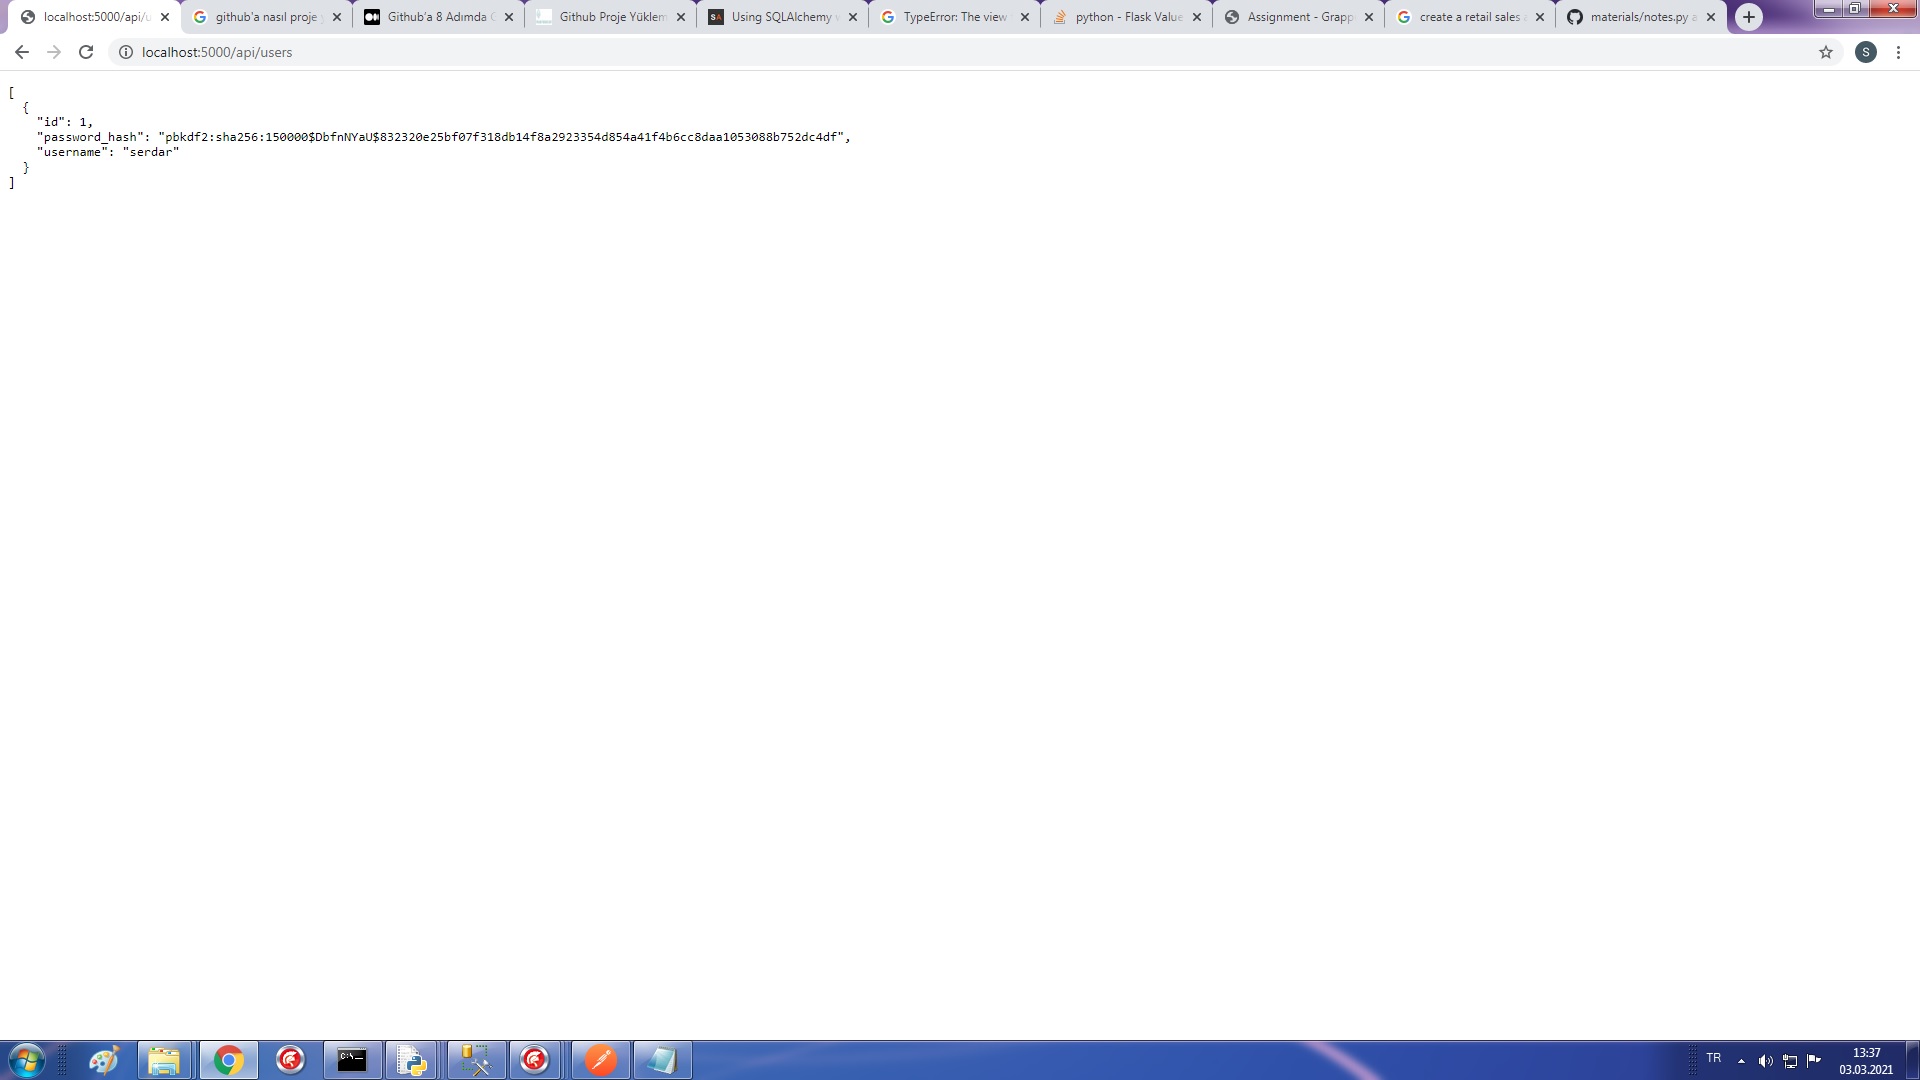 localhost:5000/api/u
github'a nasıl proje
Github'a 8 Adımda
Github Proje Yüklem
Using SQLAlchemy
TypeError: The view
python - Flask Value
Assignment - Grapp
create a retail sales
materials/notes.py
localhost:5000/api/users
S
[
{
"id": 1,
"password_hash": "pbkdf2:sha256:150000$DbfnNYaU$832320e25bf07f318db14f8a2923354d854a41f4b6cc8daa1053088b752dc4df",
"username": "serdar"
}
]
TR
13:37
03.03.2021